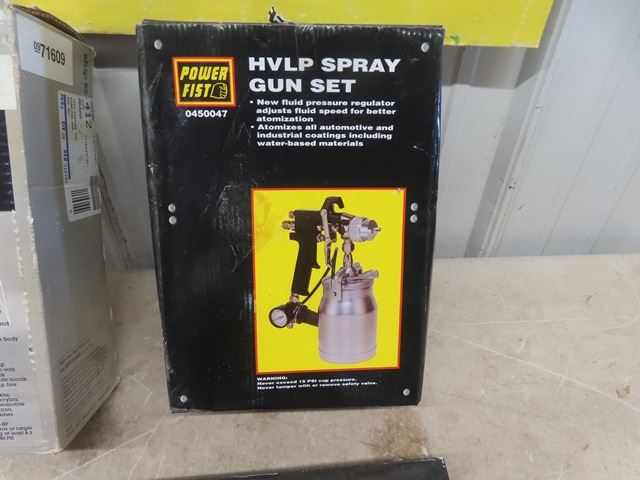 0971609
412
POWER
FIST
0450047
HVLP SPRAY
GUN SET
• New fluid pressure regulator
adjusts fluid speed for better
atomization
• Atomizes all automotive and
industrial coatings including
water-based materials
WARNING:
Never exceed 15 PSI cup pressure.
Never tamper with or remove safety valve.